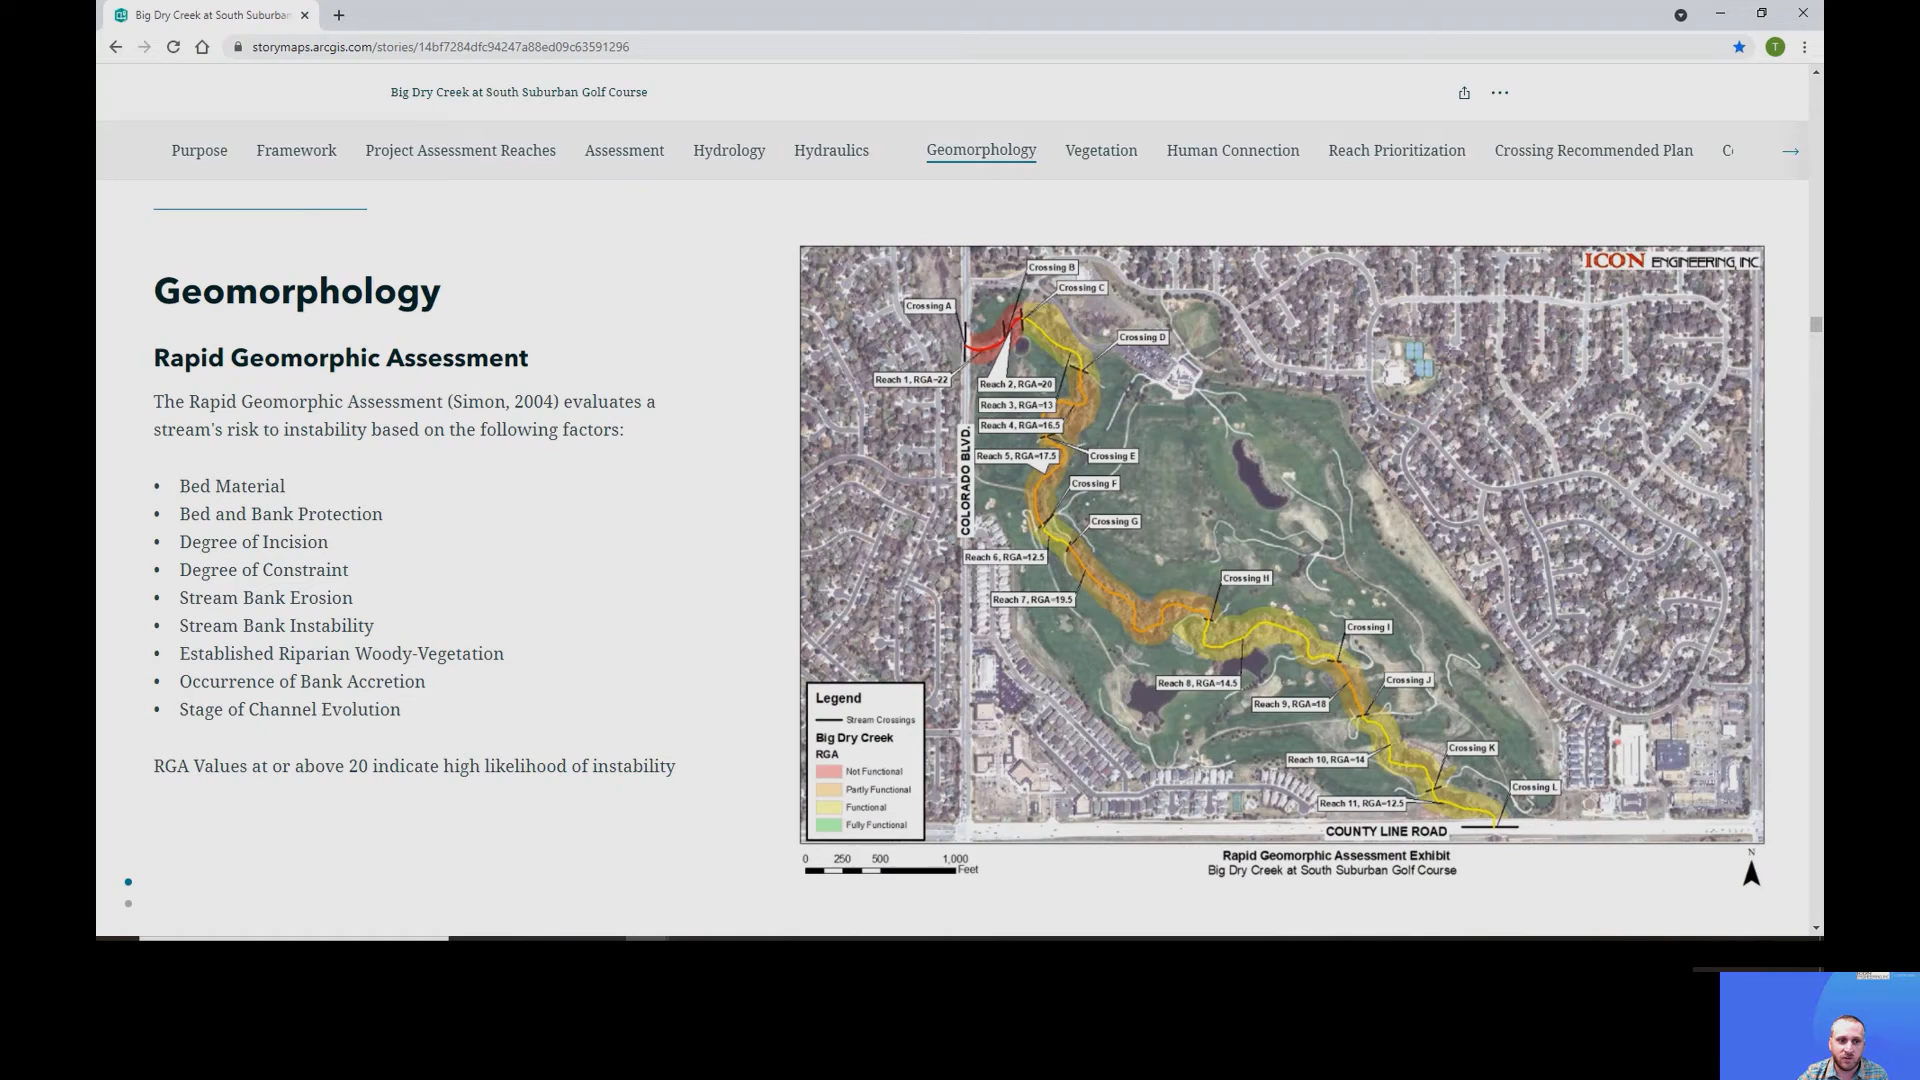 Big Dry Creek at South Suburban
storymaps.arcgis.com/stories/14bf7284dfc94247a88ed09c63591296
T
Big Dry Creek at South Suburban Golf Course
Purpose Framework Project Assessment Reaches Assessment Hydrology Hydraulics Geomorphology Vegetation Human Connection Reach Prioritization Crossing Recommended Plan
Geomorphology
Rapid Geomorphic Assessment
The Rapid Geomorphic Assessment (Simon, 2004) evaluates a
stream's risk to instability based on the following factors:
• Bed Material
• Bed and Bank Protection
• Degree of Incision
• Degree of Constraint
• Stream Bank Erosion
• Stream Bank Instability
• Established Riparian Woody-Vegetation
• Occurrence of Bank Accretion
• Stage of Channel Evolution
RGA Values at or above 20 indicate high likelihood of instability
ICON ENGINEERING INC
Crossing B
Crossing C
Crossing A
Crossing D
Reach 1, RGA=22
Reach 2, RGA=20
Reach 3, RGA=13
Reach 4, RGA=16.5
Reach 5, RGA=17.5
Crossing E
Crossing F
COLORADO BLVD.
Crossing G
Reach 6, RGA=12.5
Crossing H
Reach 7, RGA=19.5
Crossing I
Crossing J
Reach 8, RGA=14.5
Reach 9, RGA=18
Crossing K
Reach 10, RGA=14
Crossing L
Reach 11, RGA=12.5
COUNTY LINE ROAD
Legend
Stream Crossings
Big Dry Creek
RGA
Not Functional
Partly Functional
Functional
Fully Functional
0 250 500 1,000
Feet
Rapid Geomorphic Assessment Exhibit
Big Dry Creek at South Suburban Golf Course
N